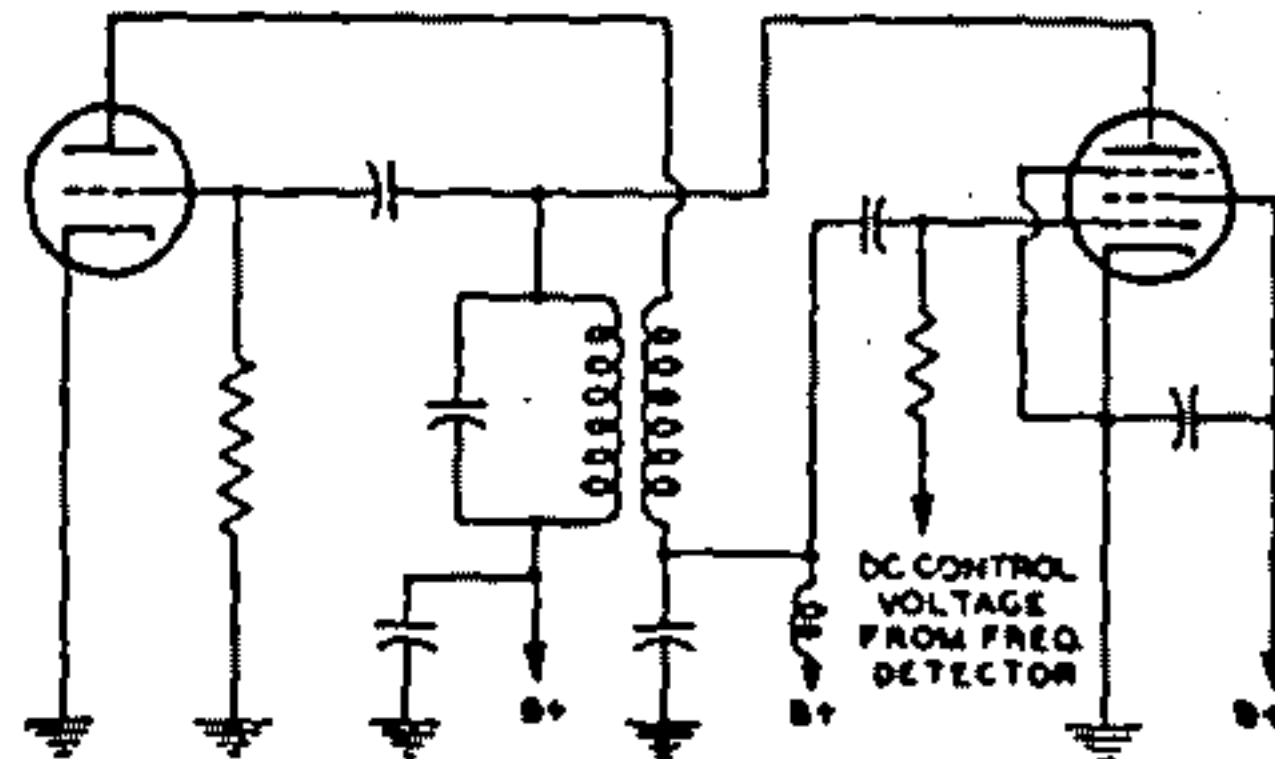 DC CONTROL
VOLTAGE
FROM FREQ.
DETECTOR
B+
B+
B+